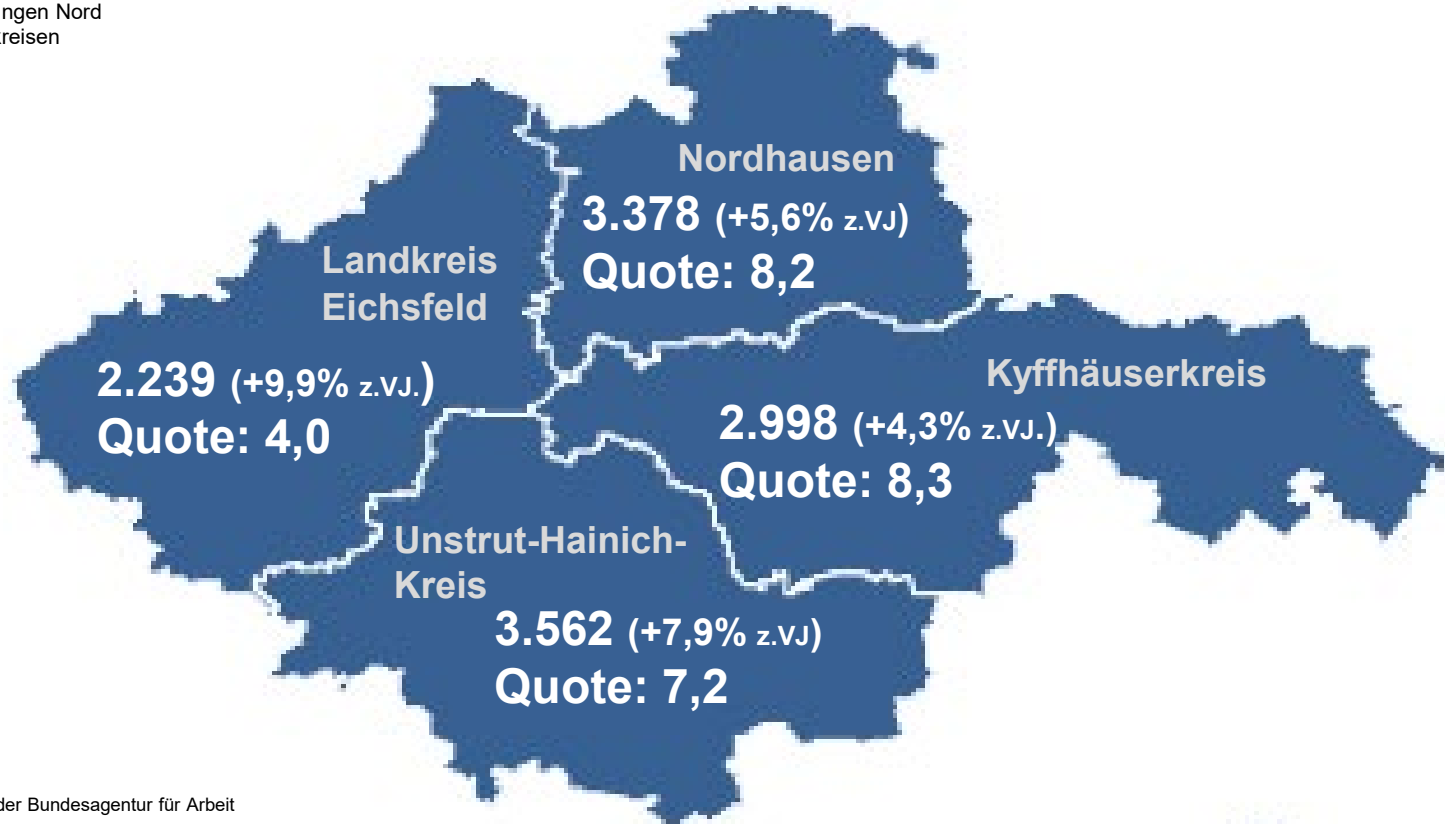 ngen Nord
kreisen
Nordhausen
3.378 (+5,6% z.VJ)
Quote: 8,2
Landkreis
Eichsfeld
2.239 (+9,9% z.VJ.)
Quote: 4,0
Kyffhäuserkreis
2.998 (+4,3% z.VJ.)
Quote: 8,3
Unstrut-Hainich-
Kreis
3.562 (+7,9% z.VJ)
Quote: 7,2
der Bundesagentur für Arbeit